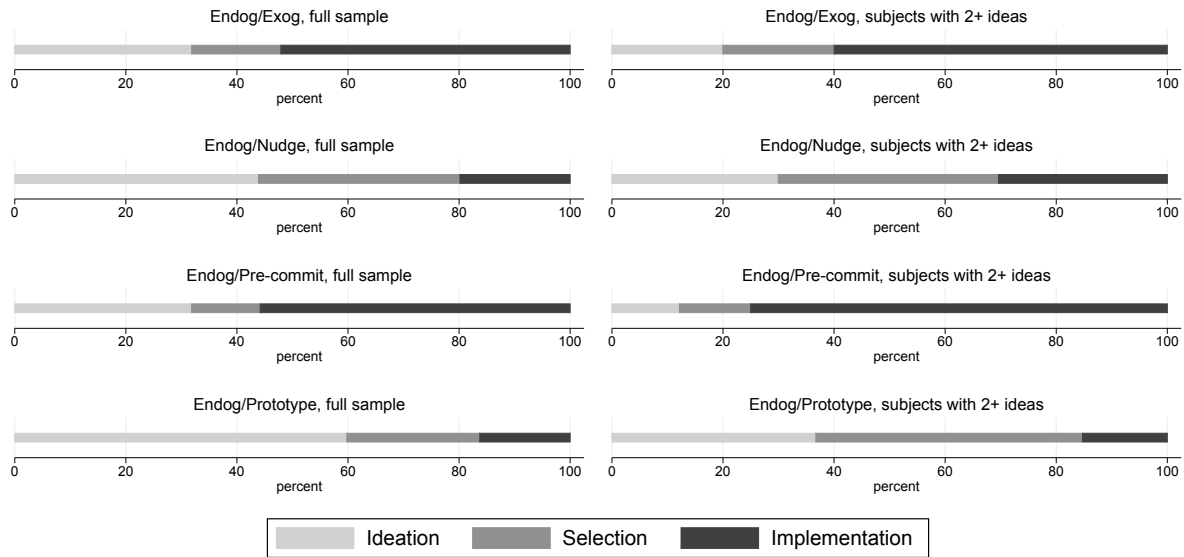 Endog/Exog, full sample
0 20 40 60 80 100
percent
Endog/Exog, subjects with 2+ ideas
0 20 40 60 80 100
percent
Endog/Nudge, full sample
0 20 40 60 80 100
percent
Endog/Nudge, subjects with 2+ ideas
0 20 40 60 80 100
percent
Endog/Pre-commit, full sample
0 20 40 60 80 100
percent
Endog/Pre-commit, subjects with 2+ ideas
0 20 40 60 80 100
percent
Endog/Prototype, full sample
0 20 40 60 80 100
percent
Endog/Prototype, subjects with 2+ ideas
0 20 40 60 80 100
percent
Ideation Selection Implementation